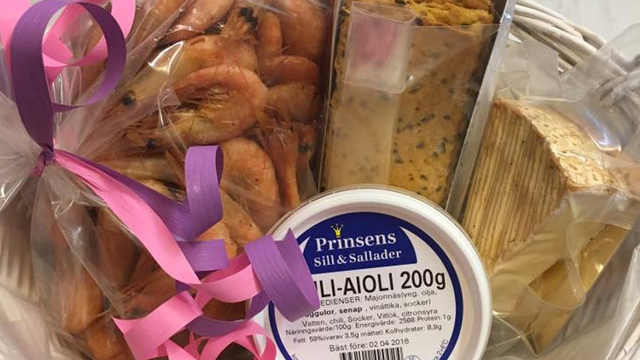 Prinsens
Sill & Sallader
ILI-AIOLI 200g
EDIENSER: Majonnäs(veg. olja,
äggulor, senap , vinättika, socker)
Vatten, chili, Socker, Vitlök, citronsyra
Näringsvärde/100g: Energivärde: 2568 Protein 1g
Fett 59%(varav 3,5g mättat) Kolhydrater: 8,9g
Bäst före: 02 04 2016